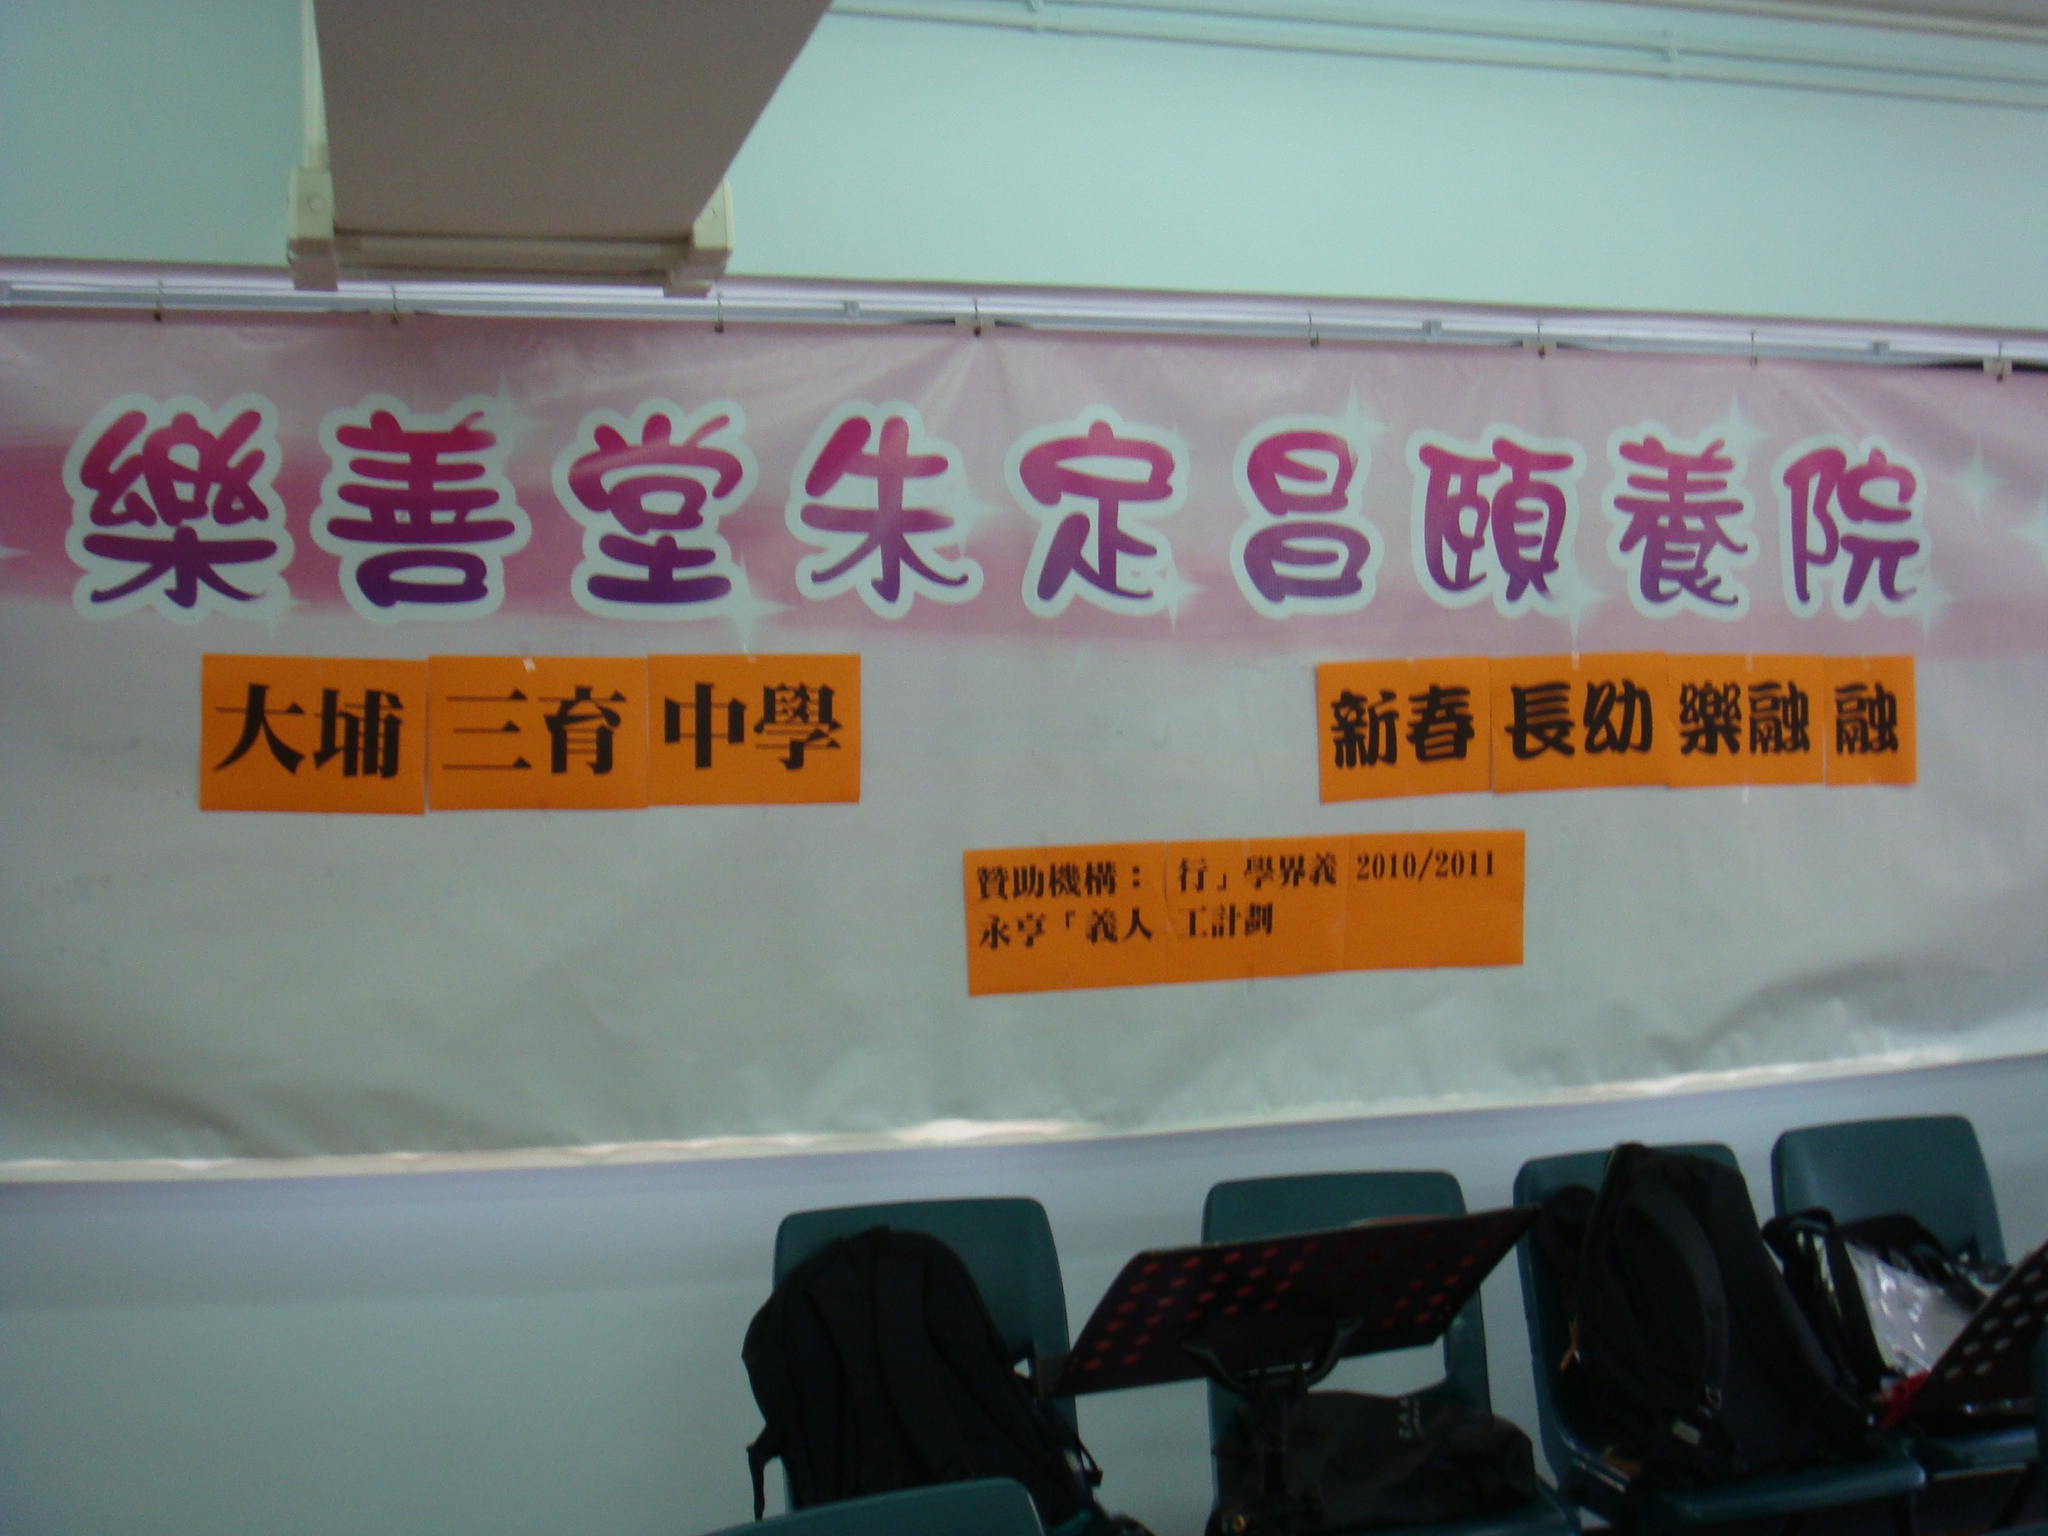 樂善堂朱定昌頤養院
大埔三育中學
新春長幼樂融融
贊助機構： 行」學界義 2010/2011
永亨「義人 工計劃